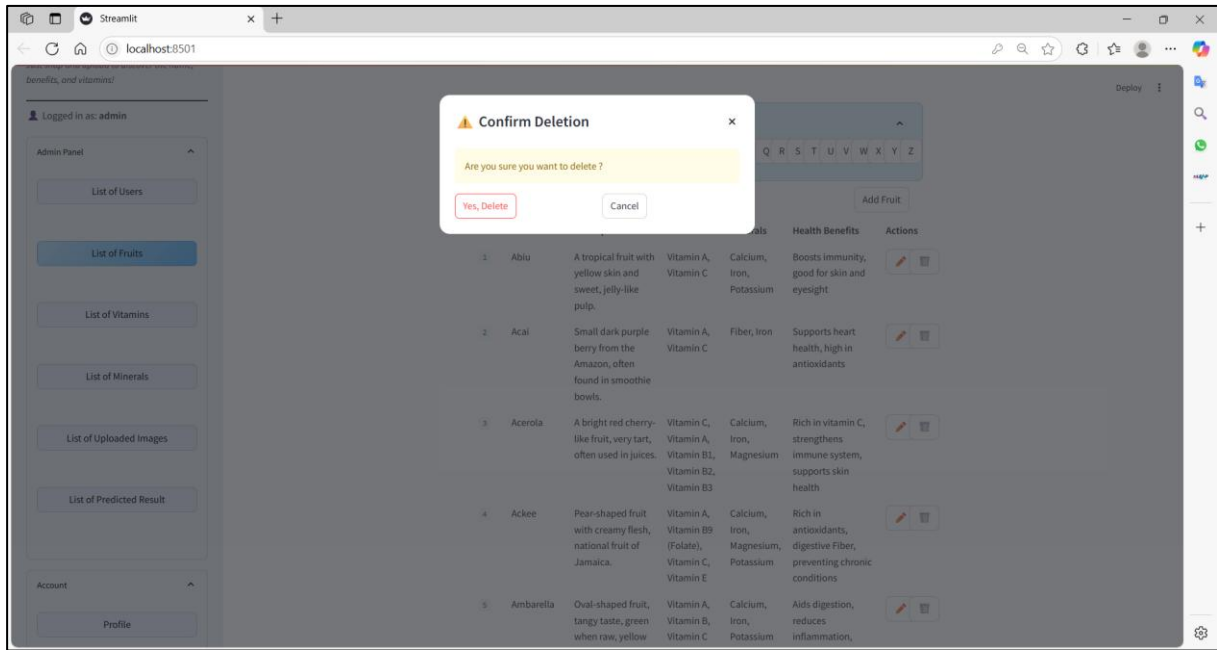 Streamlit
localhost:8501
benefits, and vitamins!
Deploy
Logged in as: admin
Admin Panel
List of Users
List of Fruits
List of Vitamins
List of Minerals
List of Uploaded Images
List of Predicted Result
Account
Profile
Confirm Deletion
Are you sure you want to delete ?
Yes, Delete
Cancel
Q R S T U V W X Y Z
Add Fruit
Health Benefits Actions
1 Abiu A tropical fruit with Vitamin A, Calcium, Boosts immunity,
yellow skin and Vitamin C Iron, good for skin and
sweet, jelly-like Potassium eyesight
pulp.
2 Acai Small dark purple Vitamin A, Fiber, Iron Supports heart
berry from the Vitamin C health, high in
Amazon, often antioxidants
found in smoothie
bowls.
3 Acerola A bright red cherry- Vitamin C, Calcium, Rich in vitamin C,
like fruit, very tart, Vitamin A, Iron, strengthens
often used in juices. Vitamin B1, Magnesium immune system,
Vitamin B2, supports skin
Vitamin B3 health
4 Ackee Pear-shaped fruit Vitamin A, Calcium, Rich in
with creamy flesh, Vitamin B9 Iron, antioxidants,
national fruit of (Folate), Magnesium, digestive Fiber,
Jamaica. Vitamin C, Potassium preventing chronic
Vitamin E conditions
5 Ambarella Oval-shaped fruit, Vitamin A, Calcium, Aids digestion,
tangy taste, green Vitamin B, Iron, reduces
when raw, yellow Vitamin C Potassium inflammation,